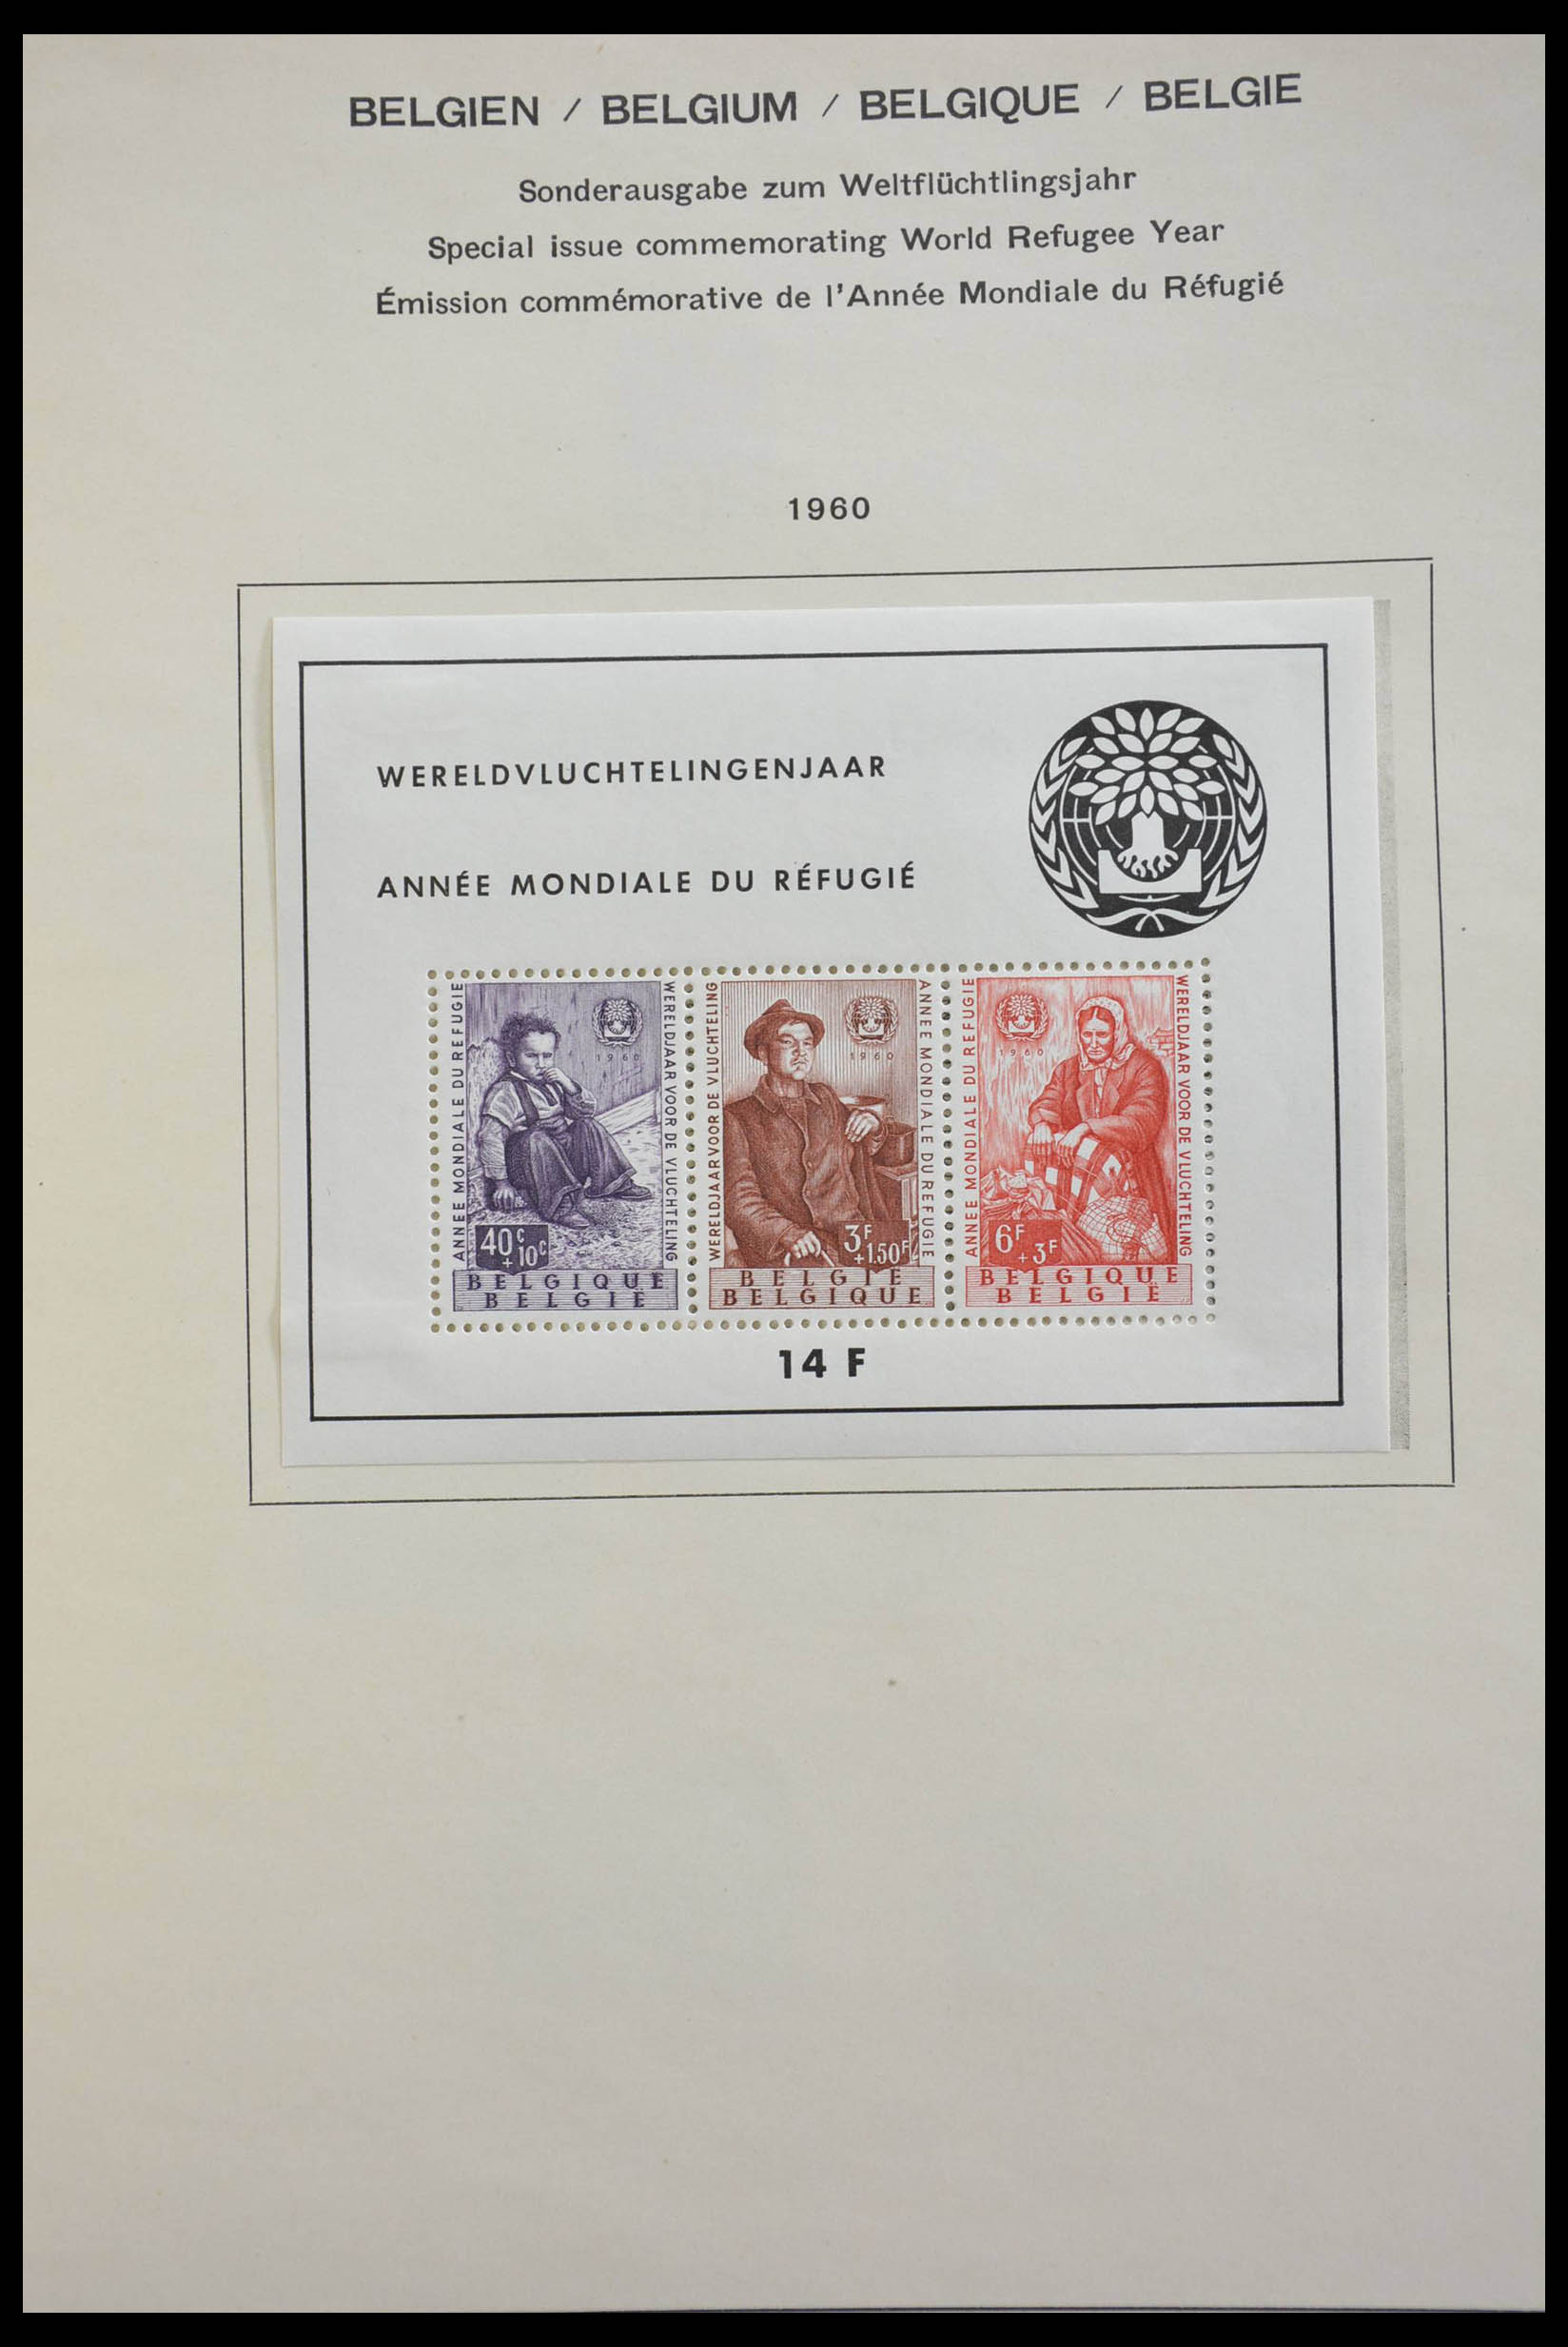 BELGIEN / BELGIUM / BELGIQUE / BELGIE
Sonderausgabe zum Weltflüchtlingsjahr
Special issue commemorating World Refugee Year
Émission commémorative de l'Année Mondiale du Réfugié
1960
WERELDVLUCHTELINGENJAAR
ANNÉE MONDIALE DU RÉFUGIÉ
ANNEE MONDIALE DU REFUGIE
1960
WERELDJAAR VOOR DE VLUCHTELING
40c
+10c
BELGIQUE
BELGIË
WERELDJAAR VOOR DE VLUCHTELING
1960
ANNEE MONDIALE DU REFUGIE
3F
+1.50F
BELGIË
BELGIQUE
ANNEE MONDIALE DU REFUGIE
1960
WERELDJAAR VOOR DE VLUCHTELING
6F
+3F
BELGIQUE
BELGIË
14 F